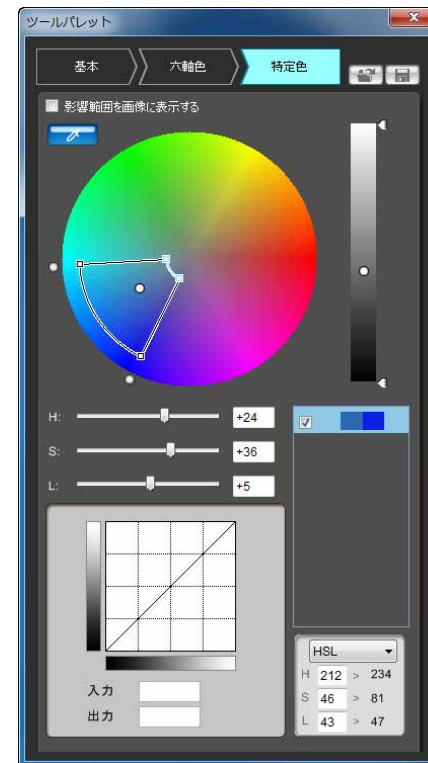 ツールパレット
基本 六軸色 特定色
影響範囲を画像に表示する
H: +24
S: +36
L: +5
入力
出力
HSL
H 212 > 234
S 46 > 81
L 43 > 47